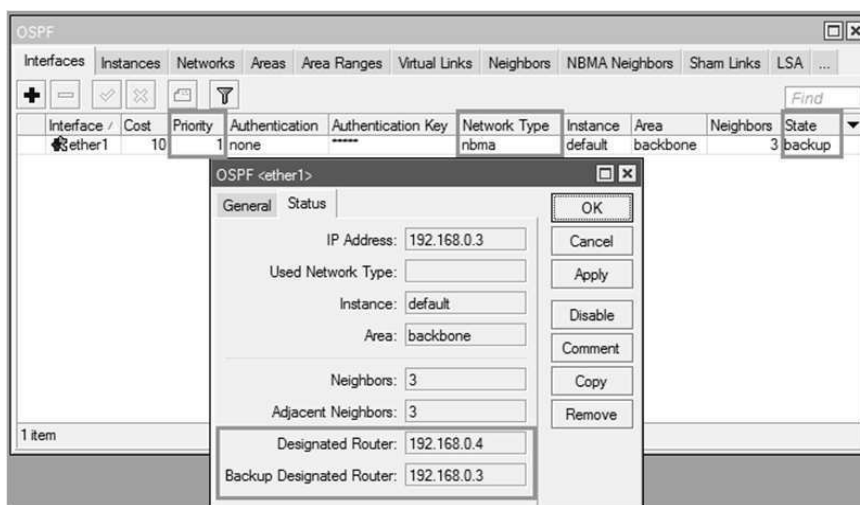 OSPF
Interfaces Instances Networks Areas Area Ranges Virtual Links Neighbors NBMA Neighbors Sham Links LSA ...
Find
Interface / Cost Priority Authentication Authentication Key Network Type Instance Area Neighbors State
ether1 10 1 none ***** nbma default backbone 3 backup
OSPF <ether1>
General Status
OK
IP Address: 192.168.0.3
Cancel
Used Network Type:
Apply
Instance: default
Disable
Area: backbone
Comment
Neighbors: 3
Copy
Adjacent Neighbors: 3
Remove
1 item
Designated Router: 192.168.0.4
Backup Designated Router: 192.168.0.3